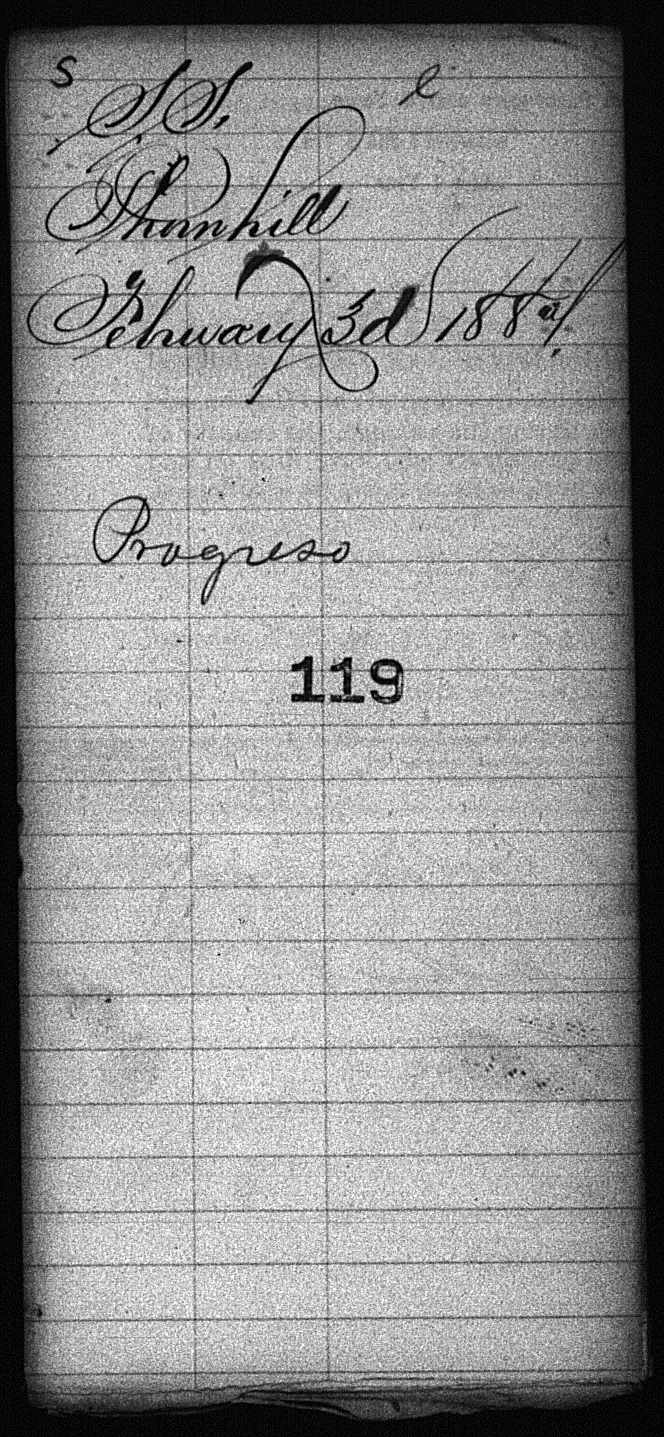 S e
S. S.
Thornhill
February 3d 1884.
Progreso
119